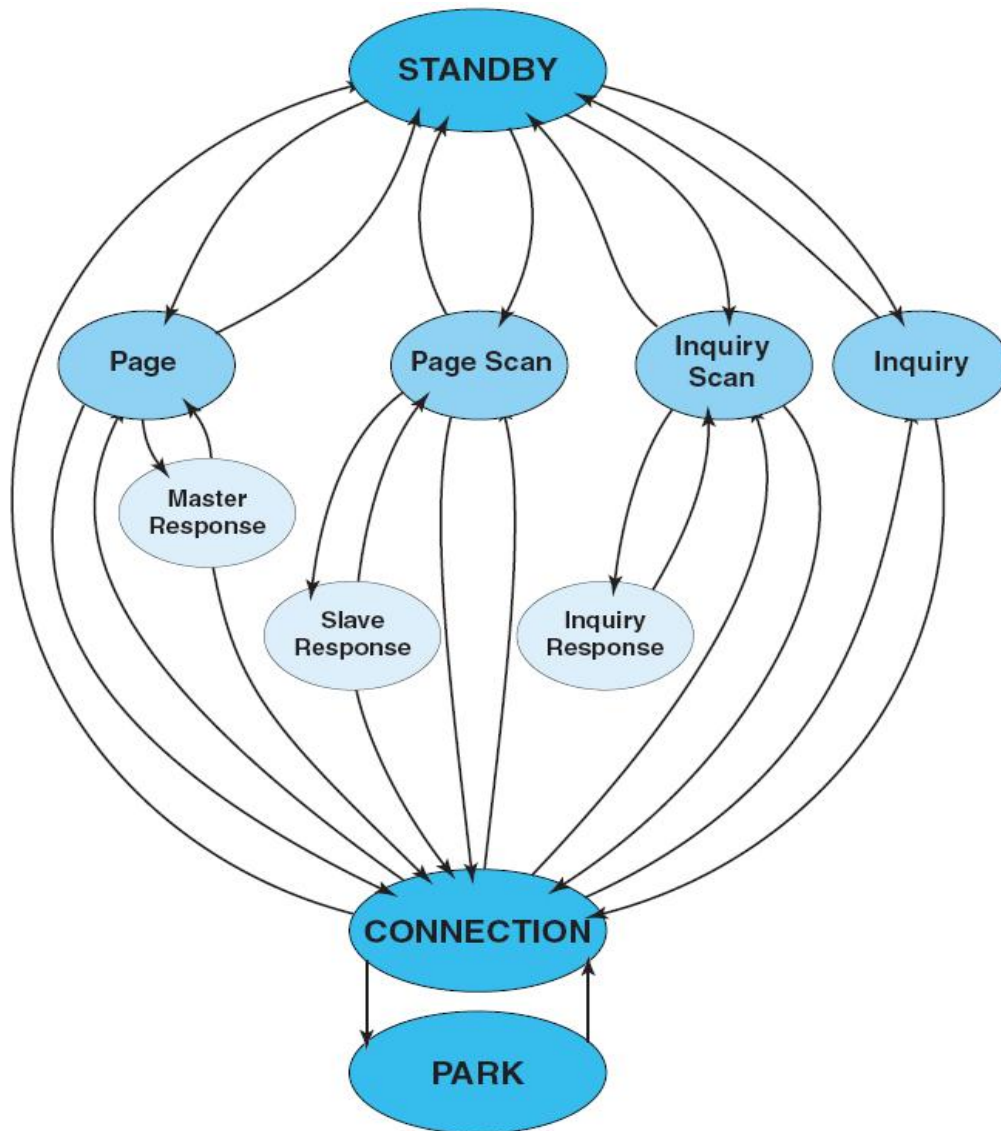 STANDBY
Page
Page Scan
Inquiry
Scan
Inquiry
Master
Response
Slave
Response
Inquiry
Response
CONNECTION
PARK